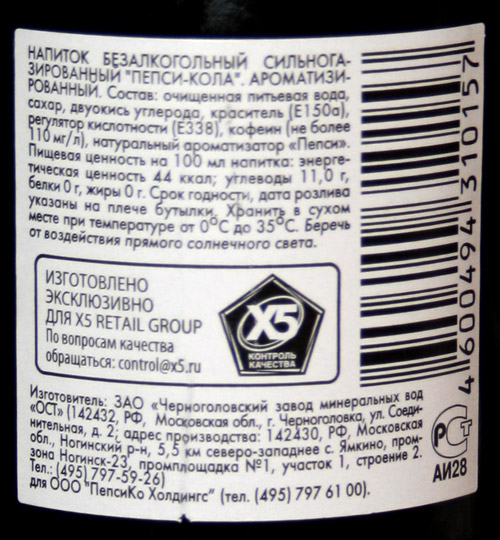 НАПИТОК БЕЗАЛКОГОЛЬНЫЙ СИЛЬНОГА-
ЗИРОВАННЫЙ "ПЕПСИ-КОЛА". АРОМАТИЗИ-
РОВАННЫЙ. Состав: очищенная питьевая вода,
сахар, двуокись углерода, краситель (Е150а),
регулятор кислотности (Е338), кофеин (не более
110 мг/л), натуральный ароматизатор «Пепси».
Пищевая ценность на 100 мл напитка: энерге-
тическая ценность 44 ккал; углеводы 11,0 г,
белки 0 г, жиры 0 г. Срок годности, дата розлива
указаны на плече бутылки. Хранить в сухом
месте при температуре от 0°С до 35°С. Беречь
от воздействия прямого солнечного света.
ИЗГОТОВЛЕНО
ЭКСКЛЮЗИВНО
ДЛЯ X5 RETAIL GROUP
По вопросам качества
обращаться: control@x5.ru
X5
КОНТРОЛЬ
КАЧЕСТВА
4 600494 310157
Изготовитель: ЗАО «Черноголовский завод минеральных вод
«ОСТ» (142432, РФ, Московская обл., г. Черноголовка, ул. Соеди-
нительная, д. 2; адрес производства: 142430, РФ, Московская
обл., Ногинский р-н, 5,5 км северо-западнее с. Ямкино, пром-
зона Ногинск-23, промплощадка №1, участок 1, строение 2.
Тел.: (495) 797-59-26)
для ООО "ПепсиКо Холдингс" (тел. (495) 797 61 00).
РСТ
АИ28